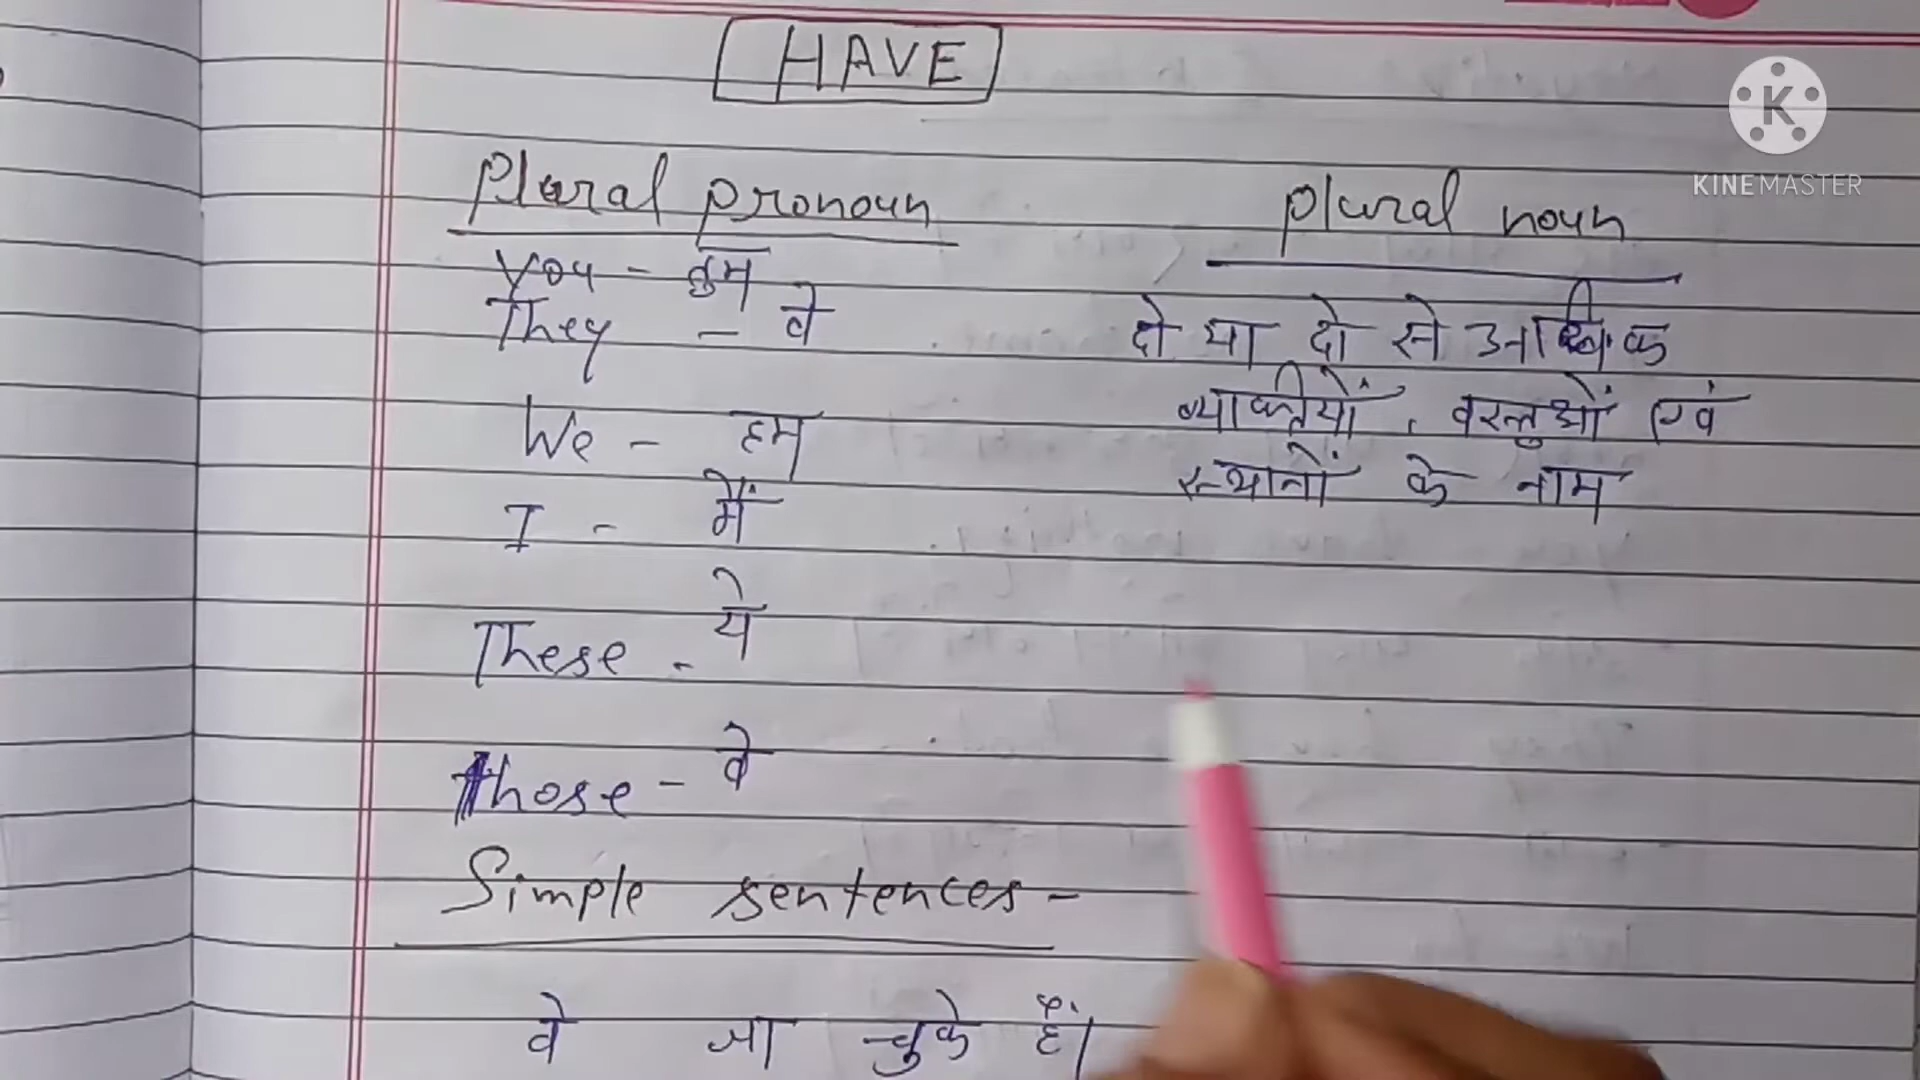 HAVE
KINEMASTER
Plural pronoun
You - तुम
They - वे
We - हम
I - में
These - ये
Those - वे
plural noun
दो या दो से अधिक
व्यक्तियों, वस्तुओं एवं
स्थानों के नाम
Simple sentences -
वे जा चुके हैं।